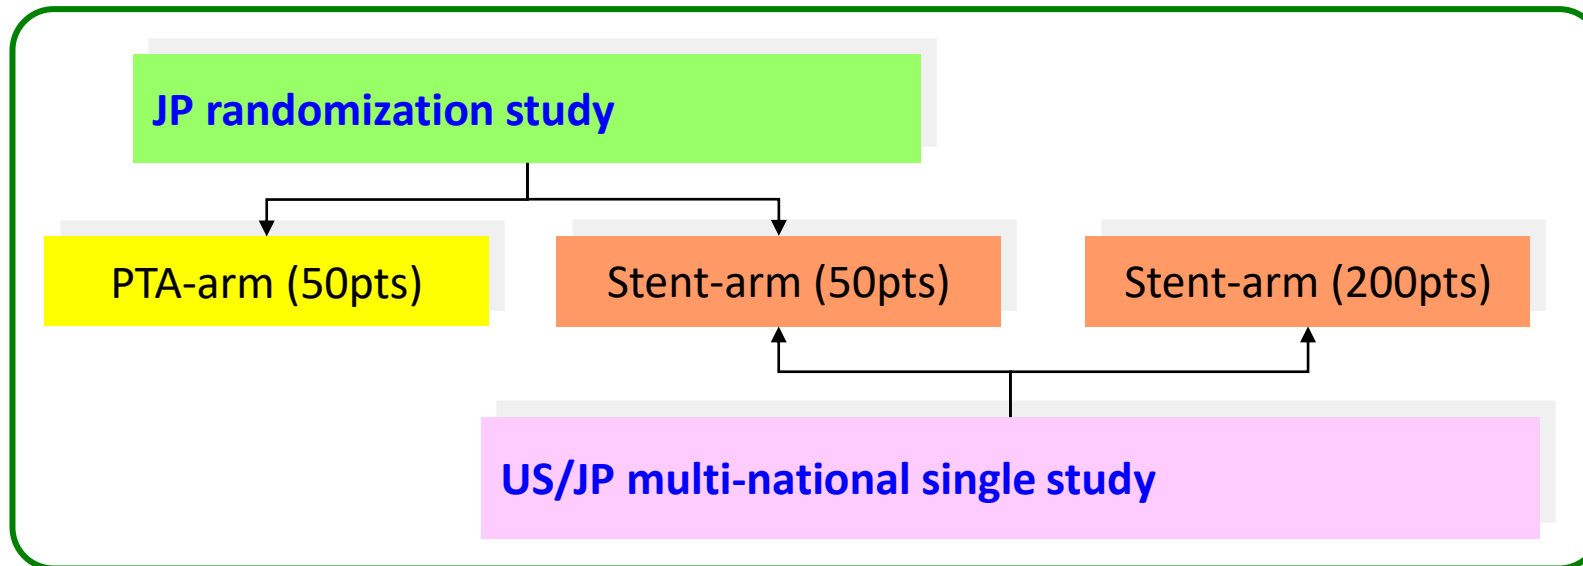 JP randomization study
PTA-arm (50pts)
Stent-arm (50pts)
Stent-arm (200pts)
US/JP multi-national single study